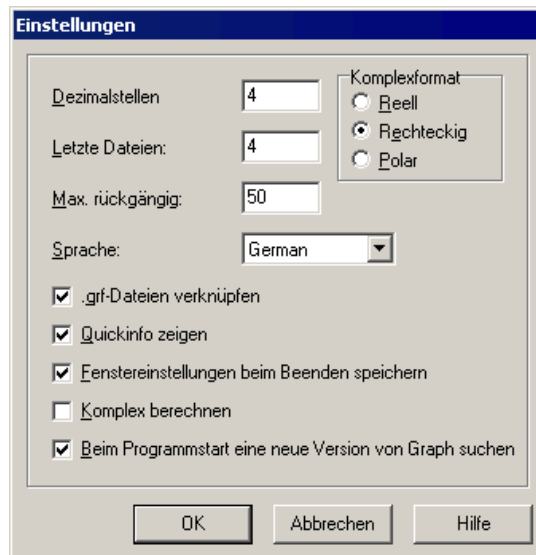 Einstellungen
Dezimalstellen 4
Komplexformat
Reell
Rechteckig
Polar
Letzte Dateien: 4
Max. rückgängig: 50
Sprache: German
.grf-Dateien verknüpfen
Quickinfo zeigen
Fenstereinstellungen beim Beenden speichern
Komplex berechnen
Beim Programmstart eine neue Version von Graph suchen
OK Abbrechen Hilfe